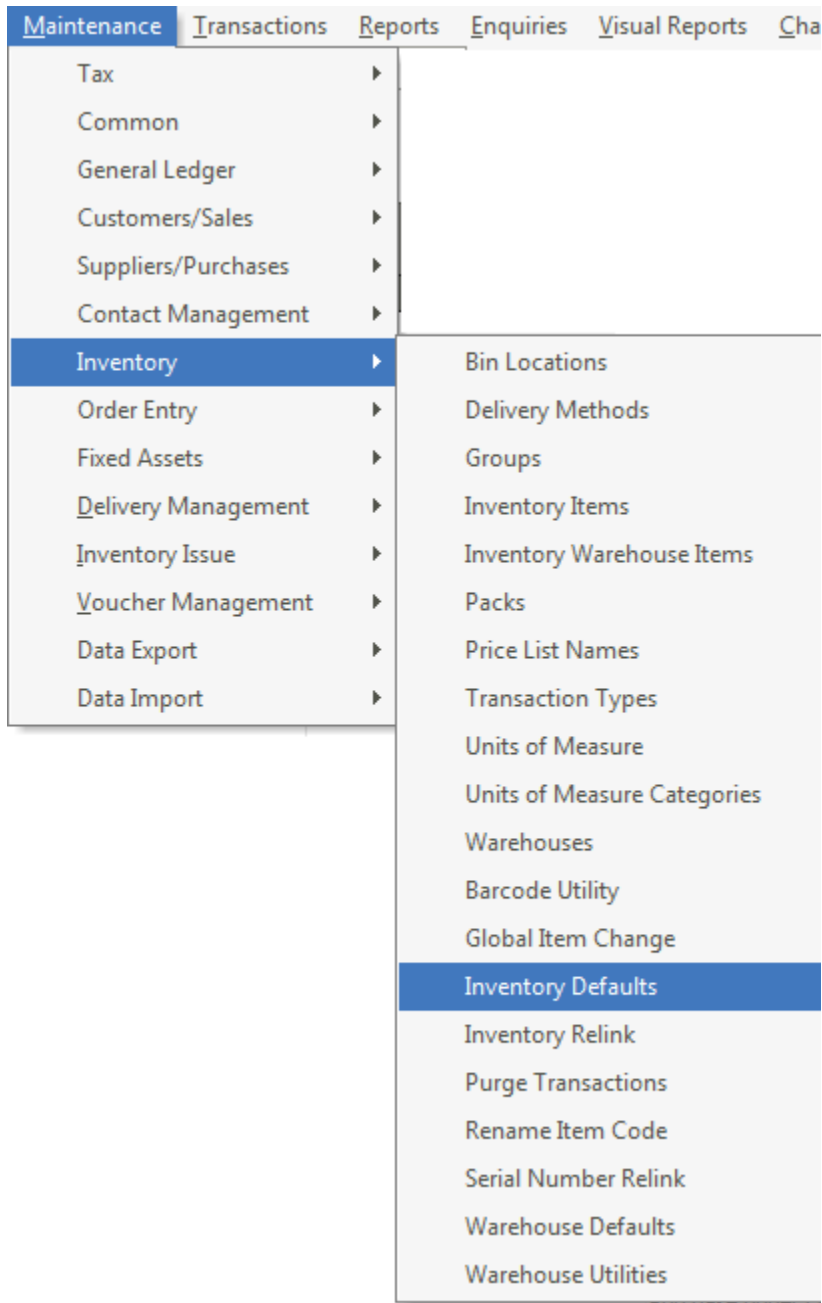 Maintenance Transactions Reports Enquiries Visual Reports Cha
Tax
Common
General Ledger
Customers/Sales
Suppliers/Purchases
Contact Management
Inventory
Order Entry
Fixed Assets
Delivery Management
Inventory Issue
Voucher Management
Data Export
Data Import
Bin Locations
Delivery Methods
Groups
Inventory Items
Inventory Warehouse Items
Packs
Price List Names
Transaction Types
Units of Measure
Units of Measure Categories
Warehouses
Barcode Utility
Global Item Change
Inventory Defaults
Inventory Relink
Purge Transactions
Rename Item Code
Serial Number Relink
Warehouse Defaults
Warehouse Utilities